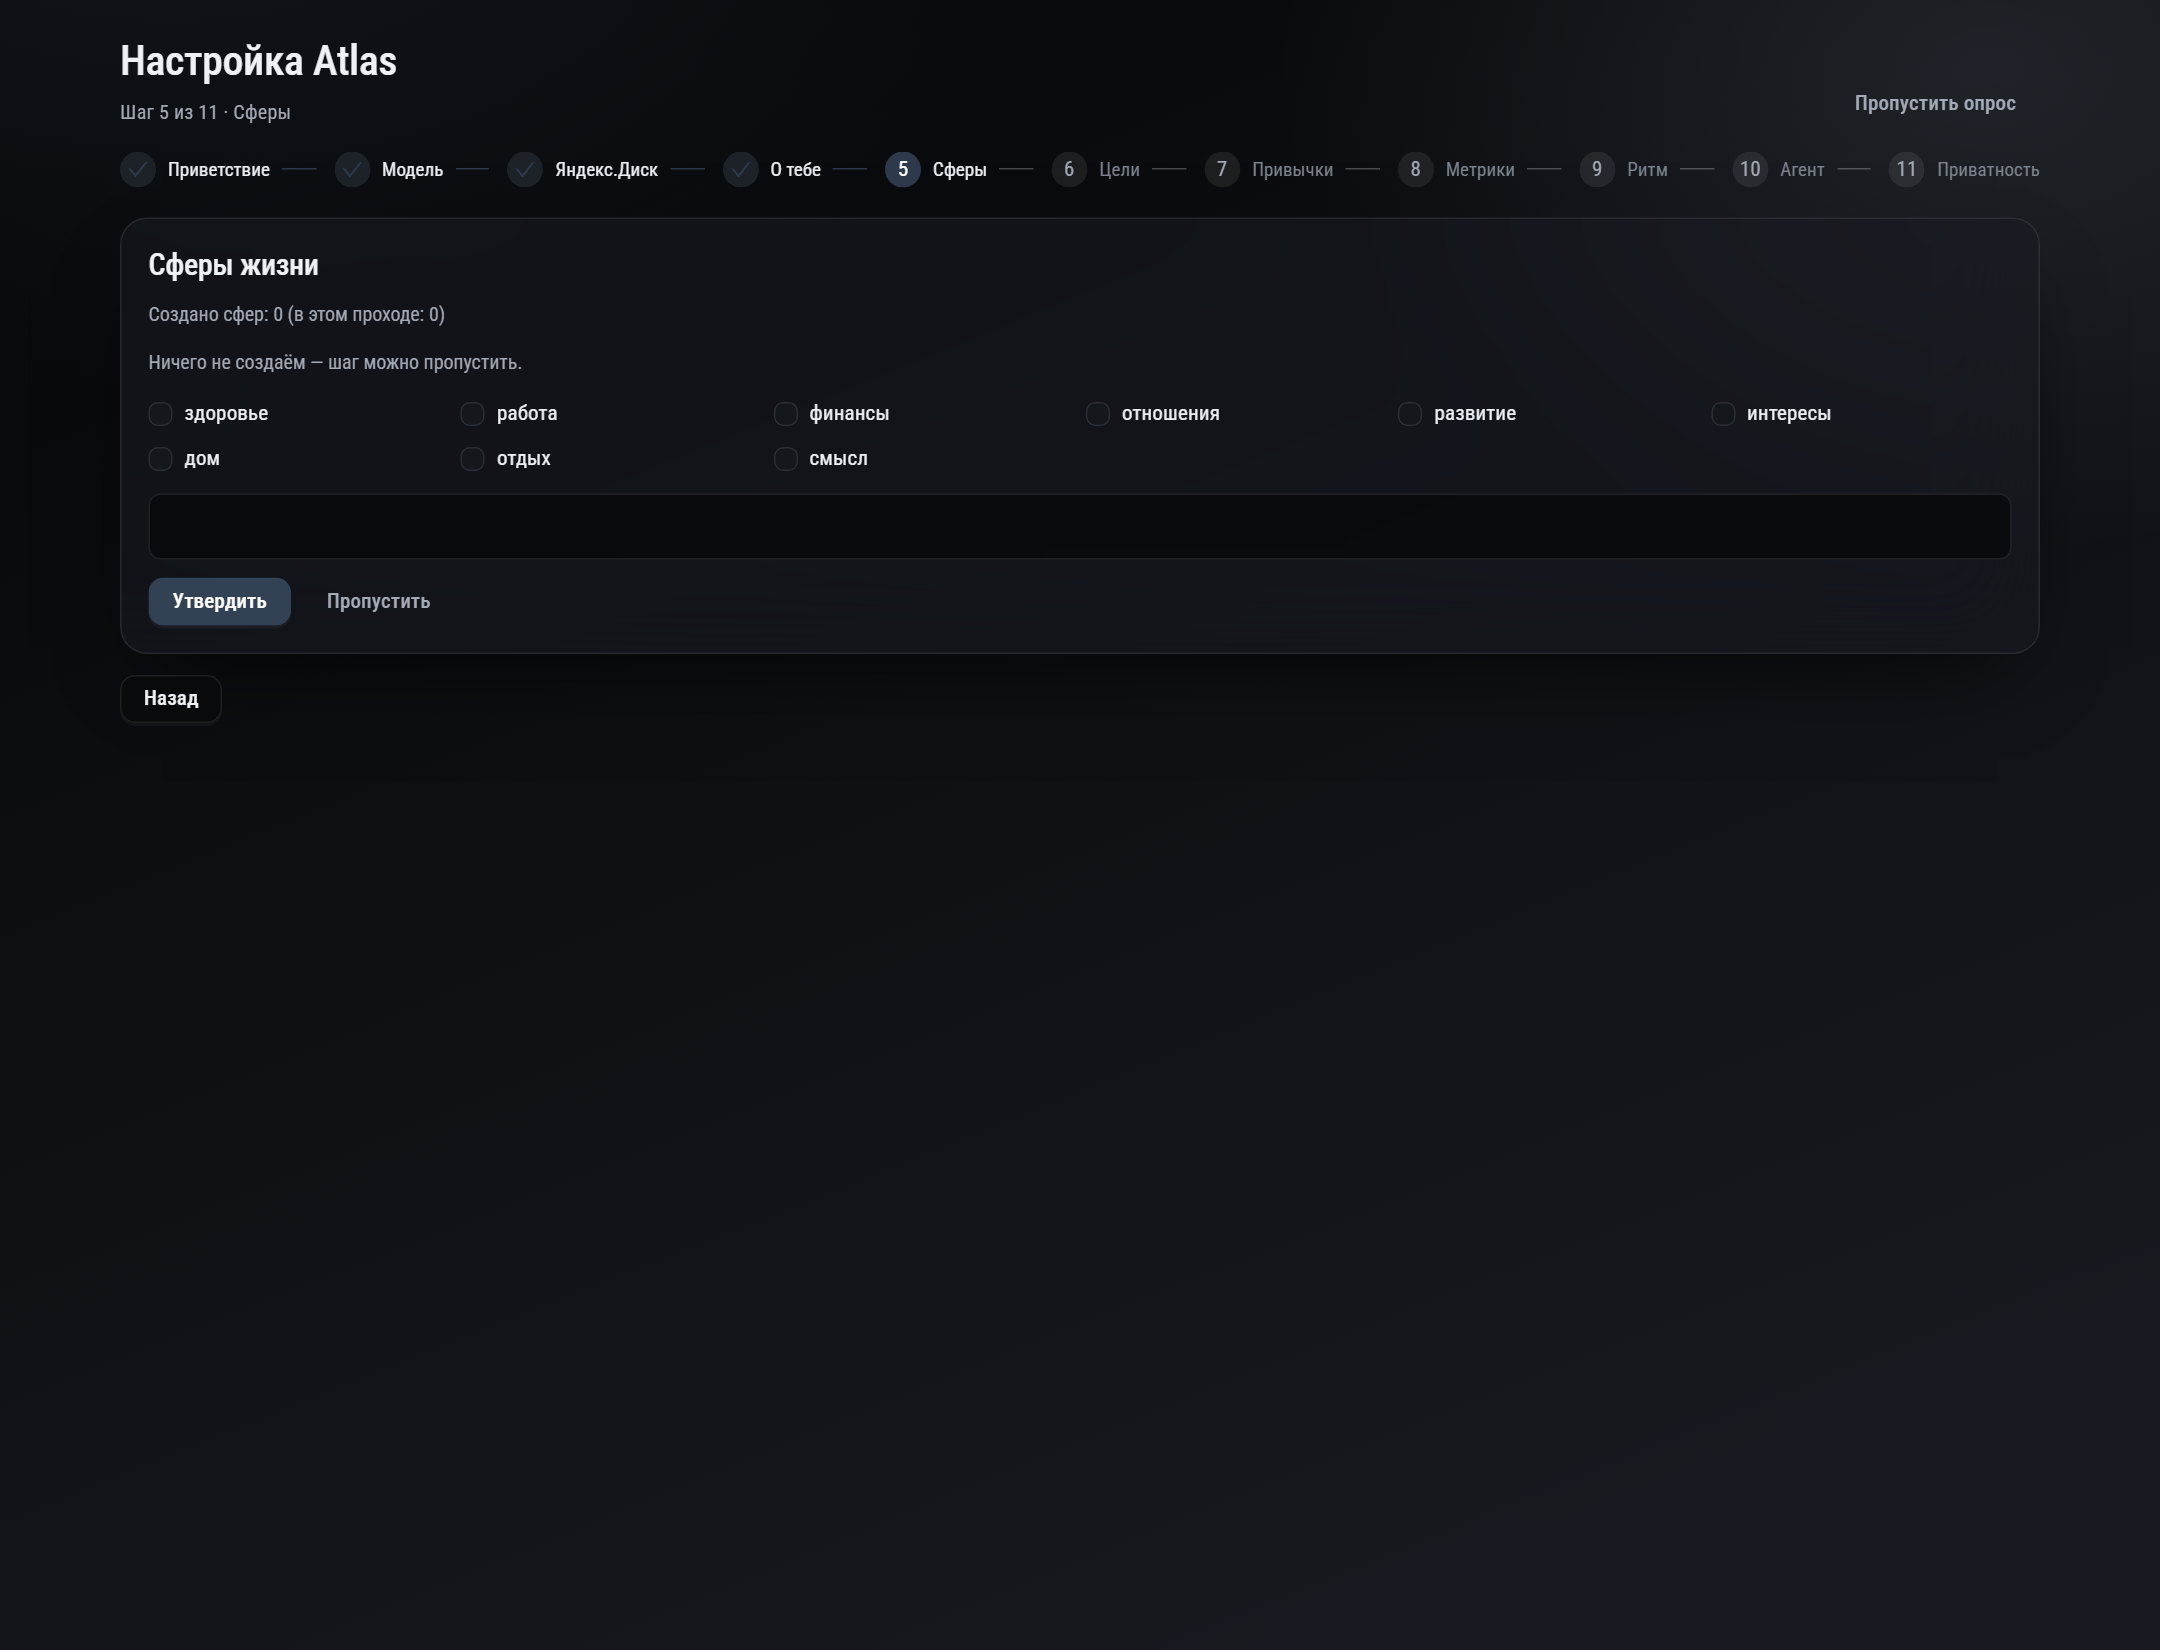 Настройка Atlas
Шаг 5 из 11 · Сферы
Пропустить опрос
Приветствие Модель Яндекс.Диск О тебе 5 Сферы 6 Цели 7 Привычки 8 Метрики 9 Ритм 10 Агент 11 Приватность
Сферы жизни
Создано сфер: 0 (в этом проходе: 0)
Ничего не создаём — шаг можно пропустить.
здоровье работа финансы отношения развитие интересы
дом отдых смысл
Утвердить Пропустить
Назад